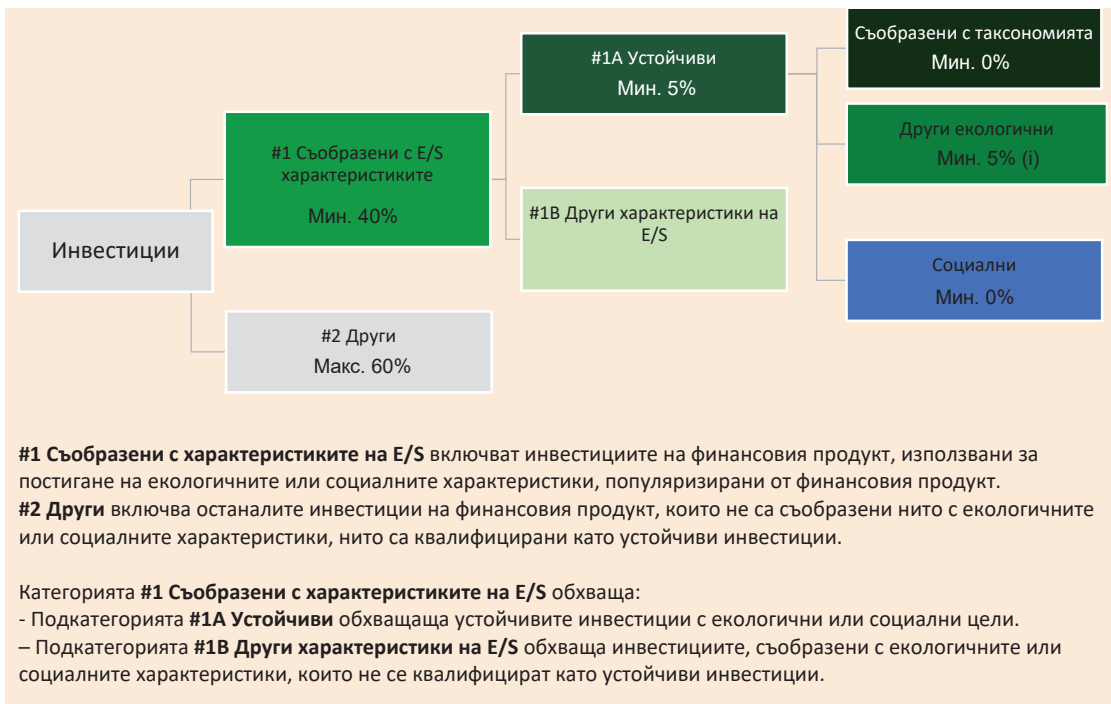 Инвестиции
#1 Съобразени с E/S
характеристиките
Мин. 40%
#2 Други
Макс. 60%
#1A Устойчиви
Мин. 5%
#1B Други характеристики на
E/S
Съобразени с таксономията
Мин. 0%
Други екологични
Мин. 5% (i)
Социални
Мин. 0%
#1 Съобразени с характеристиките на E/S включват инвестициите на финансовия продукт, използвани за
постигане на екологичните или социалните характеристики, популяризирани от финансовия продукт.
#2 Други включва останалите инвестиции на финансовия продукт, които не са съобразени нито с екологичните
или социалните характеристики, нито са квалифицирани като устойчиви инвестиции.
Категорията #1 Съобразени с характеристиките на E/S обхваща:
- Подкатегорията #1A Устойчиви обхващаща устойчивите инвестиции с екологични или социални цели.
– Подкатегорията #1B Други характеристики на E/S обхваща инвестициите, съобразени с екологичните или
социалните характеристики, които не се квалифицират като устойчиви инвестиции.